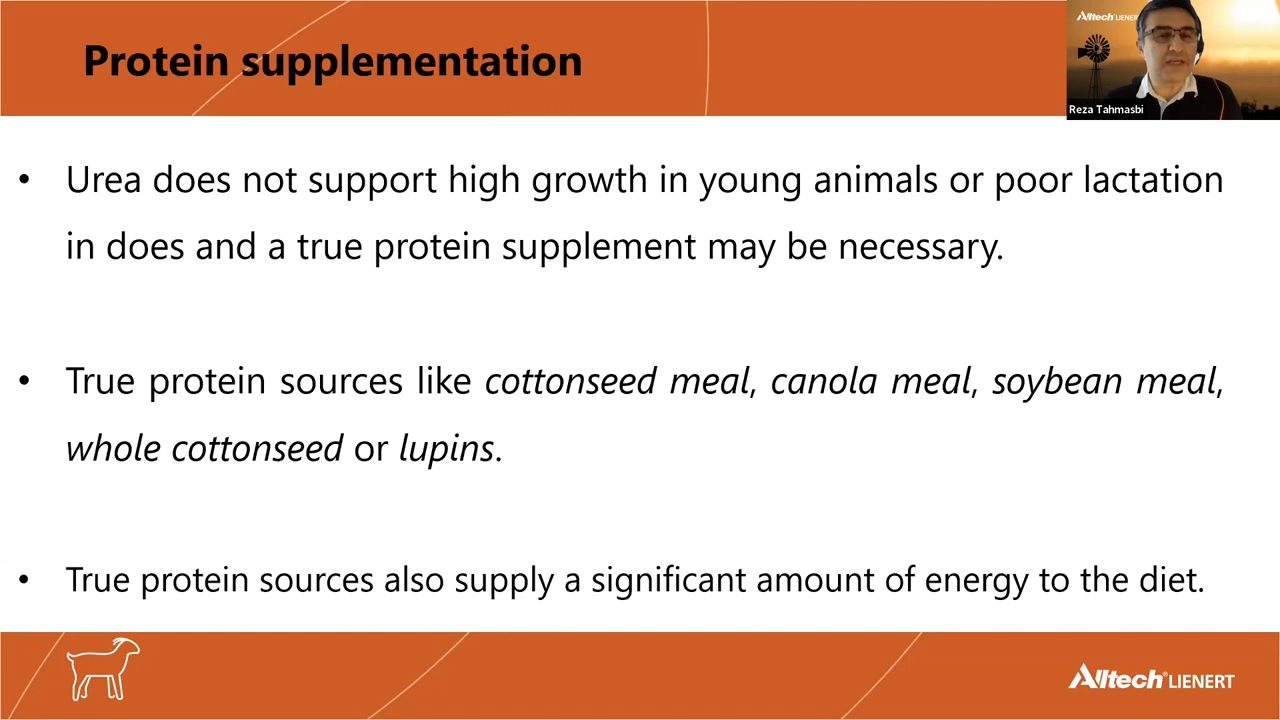 Protein supplementation
Alltech LIENERT
Reza Tahmasbi
• Urea does not support high growth in young animals or poor lactation
in does and a true protein supplement may be necessary.
• True protein sources like cottonseed meal, canola meal, soybean meal,
whole cottonseed or lupins.
• True protein sources also supply a significant amount of energy to the diet.
Alltech® LIENERT